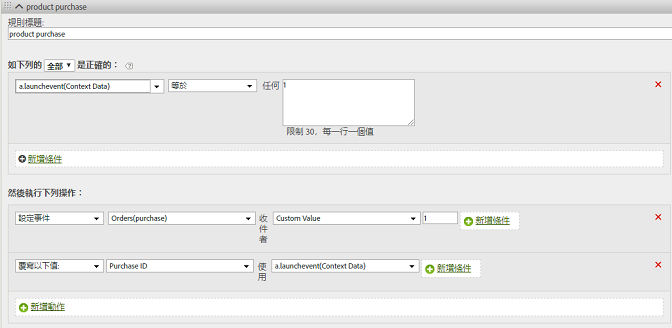 product purchase
規則標題:
product purchase
如下列的 全部 是正確的：
a.launchevent(Context Data) 等於 任何 1
限制 30，每一行一個值
新增條件
然後執行下列操作：
設定事件 Orders(purchase) 收件者 Custom Value 1 新增條件
覆寫以下值: Purchase ID 使用 a.launchevent(Context Data) 新增條件
新增動作